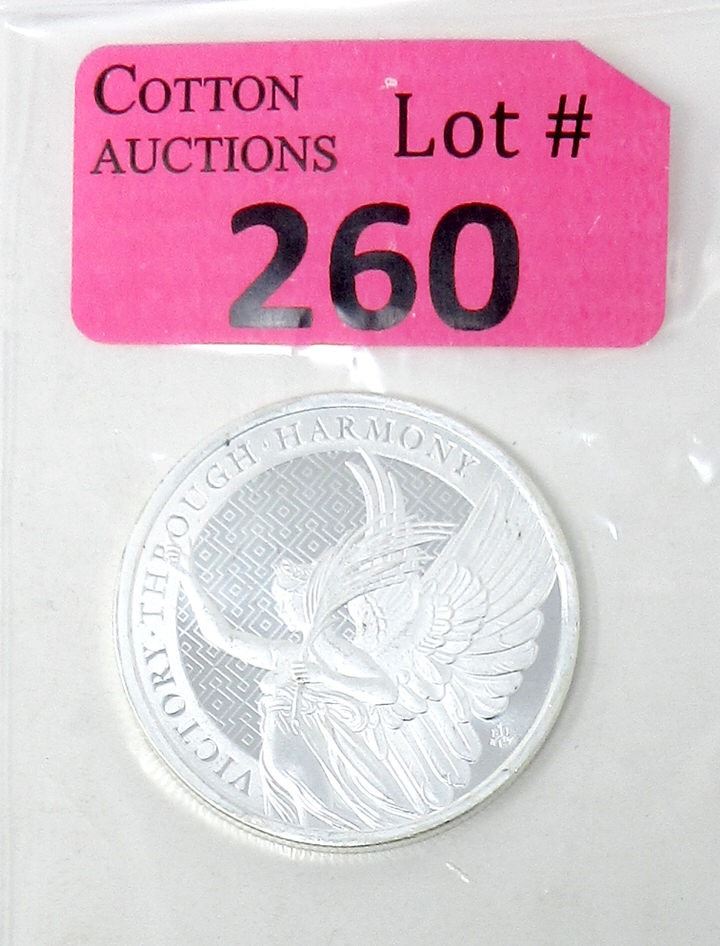 COTTON
AUCTIONS
Lot #
260
VICTORY · THROUGH · HARMONY